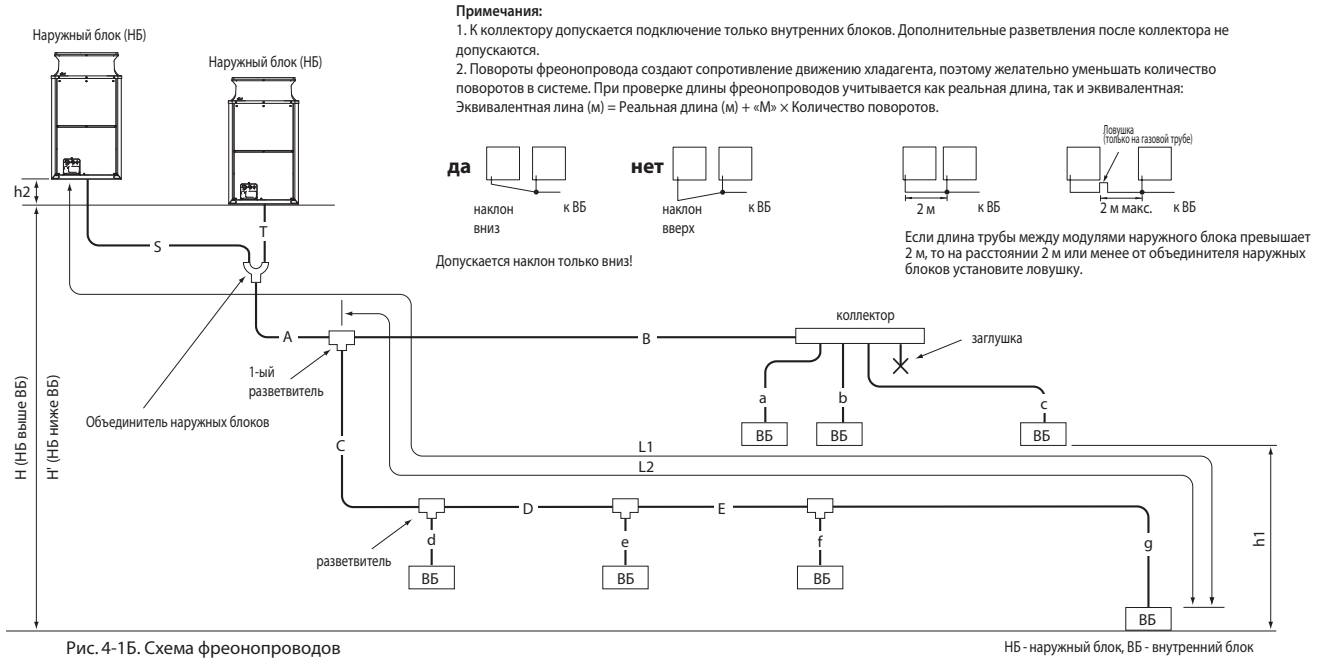 Примечания:
1. К коллектору допускается подключение только внутренних блоков. Дополнительные разветвления после коллектора не
допускаются.
2. Повороты фреонопровода создают сопротивление движению хладагента, поэтому желательно уменьшать количество
поворотов в системе. При проверке длины фреонопроводов учитывается как реальная длина, так и эквивалентная:
Эквивалентная лина (м) = Реальная длина (м) + «М» × Количество поворотов.
Наружный блок (НБ)
Наружный блок (НБ)
h2
S
T
да
наклон
вниз
к ВБ
нет
наклон
вверх
к ВБ
Допускается наклон только вниз!
2 м
к ВБ
Ловушка
(только на газовой трубе)
2 м макс.
к ВБ
Если длина трубы между модулями наружного блока превышает
2 м, то на расстоянии 2 м или менее от объединителя наружных
блоков установите ловушку.
A
B
коллектор
заглушка
1-ый
разветвитель
Объединитель наружных блоков
a
b
c
ВБ
ВБ
ВБ
H (НБ выше ВБ)
H' (НБ ниже ВБ)
C
L1
L2
D
E
d
e
f
g
h1
разветвитель
ВБ
ВБ
ВБ
ВБ
Рис. 4-1Б. Схема фреонопроводов
НБ - наружный блок, ВБ - внутренний блок